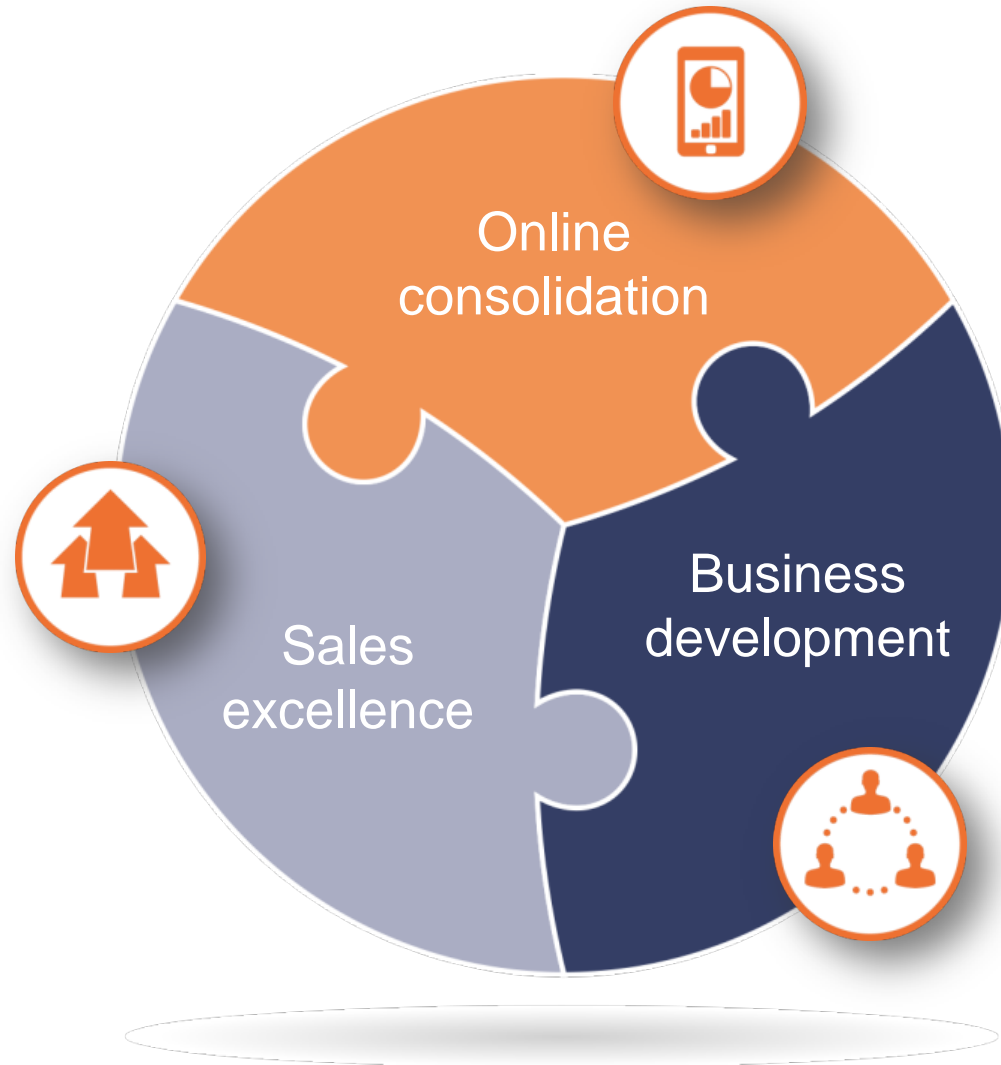 Online
consolidation
Business
development
Sales
excellence